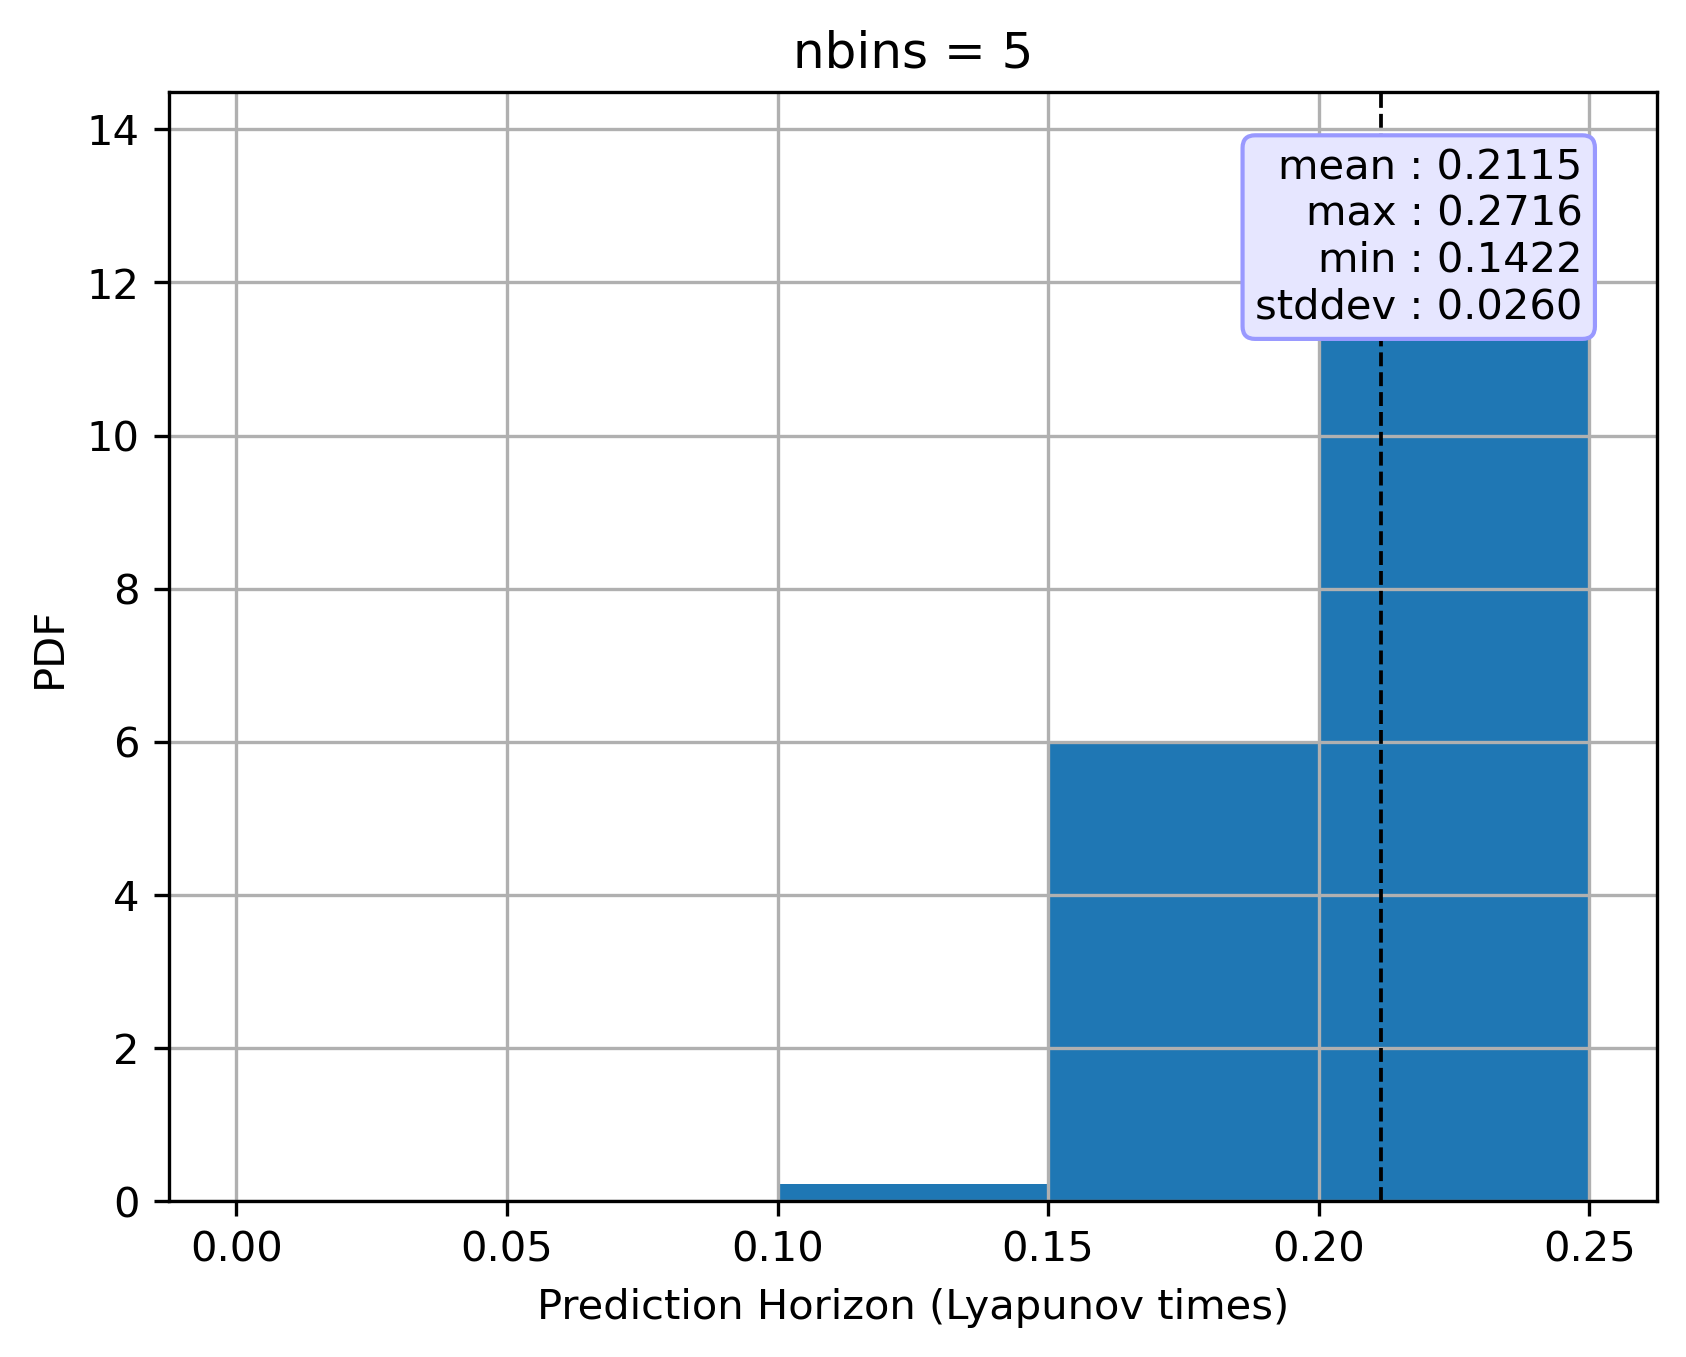 nbins = 5
14
12
10
8
6
4
2
0
PDF
mean : 0.2115
max : 0.2716
min : 0.1422
stddev : 0.0260
0.00 0.05 0.10 0.15 0.20 0.25
Prediction Horizon (Lyapunov times)